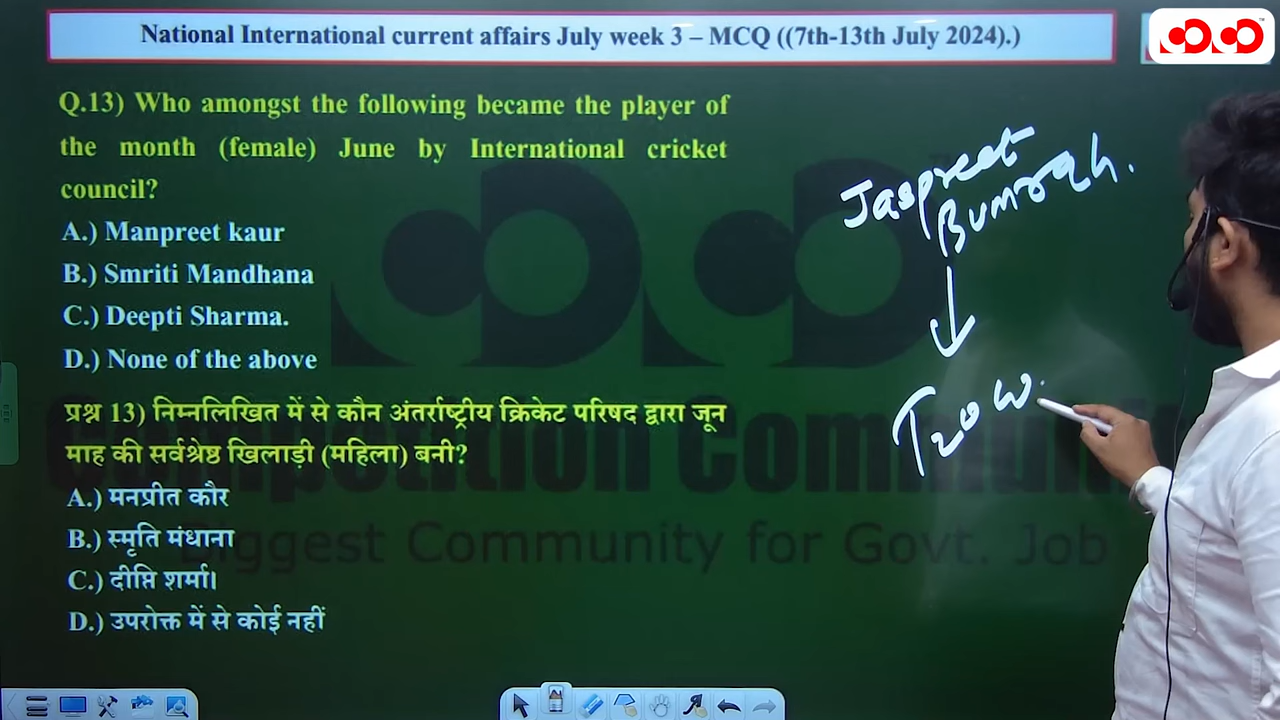 National International current affairs July week 3 – MCQ ((7th-13th July 2024).)
Q.13) Who amongst the following became the player of
the month (female) June by International cricket
council?
A.) Manpreet kaur
B.) Smriti Mandhana
C.) Deepti Sharma.
D.) None of the above
प्रश्न 13) निम्नलिखित में से कौन अंतर्राष्ट्रीय क्रिकेट परिषद द्वारा जून
माह की सर्वश्रेष्ठ खिलाड़ी (महिला) बनी?
A.) मनप्रीत कौर
B.) स्मृति मंधाना
C.) दीप्ति शर्मा।
D.) उपरोक्त में से कोई नहीं
Jaspreet
Bumrah.
T20 W.
Competition Communi
Biggest Community for Govt. Job